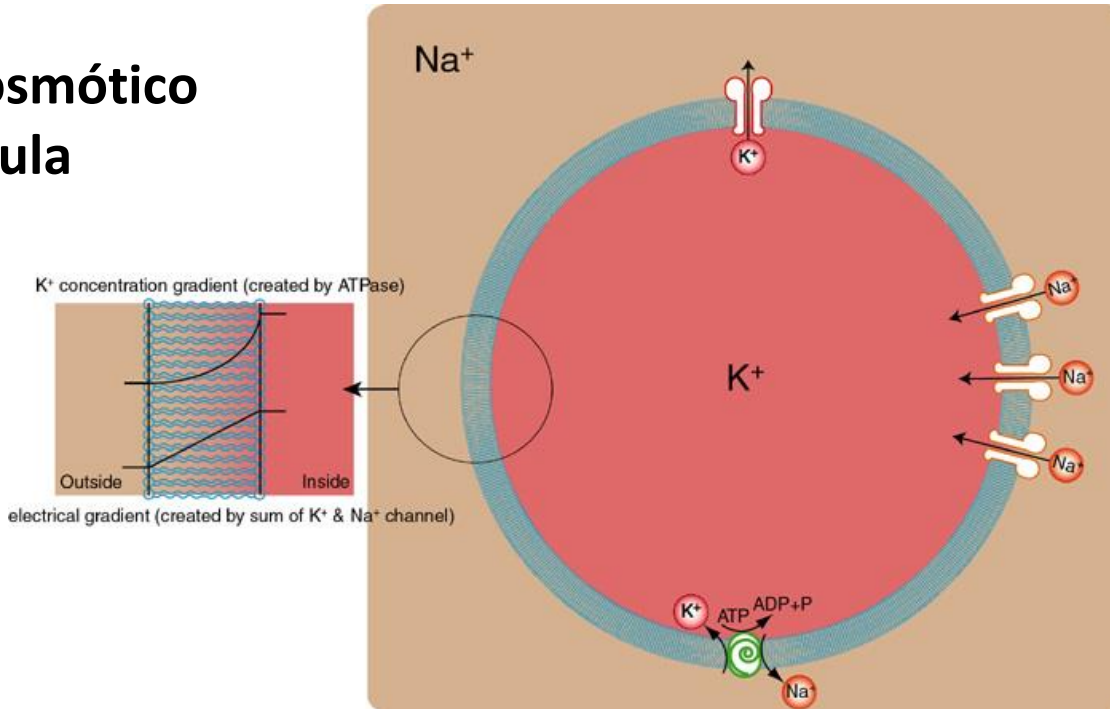 osmótico
ula
Na⁺
K⁺
K⁺ concentration gradient (created by ATPase)
Outside
Inside
electrical gradient (created by sum of K⁺ & Na⁺ channel)
K⁺
Na⁺
Na⁺
Na⁺
K⁺
ATP
ADP+P
Na⁺